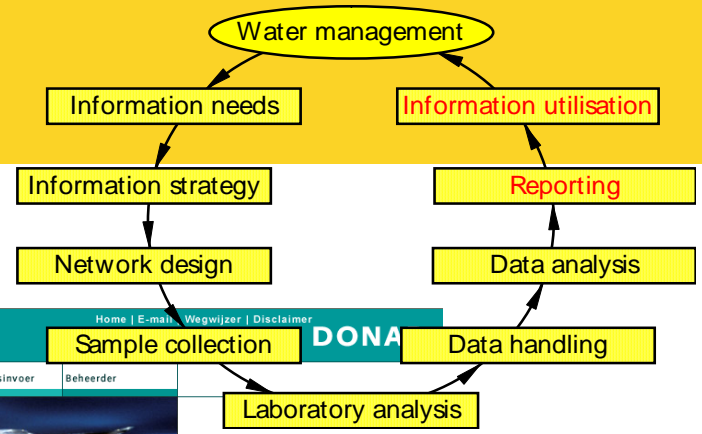 Water management
Information needs
Information utilisation
Information strategy
Reporting
Network design
Data analysis
Home | E-mail Wegwijzer | Disclaimer
Sample collection
DONA
Data handling
sinvoer
Beheerder
Laboratory analysis